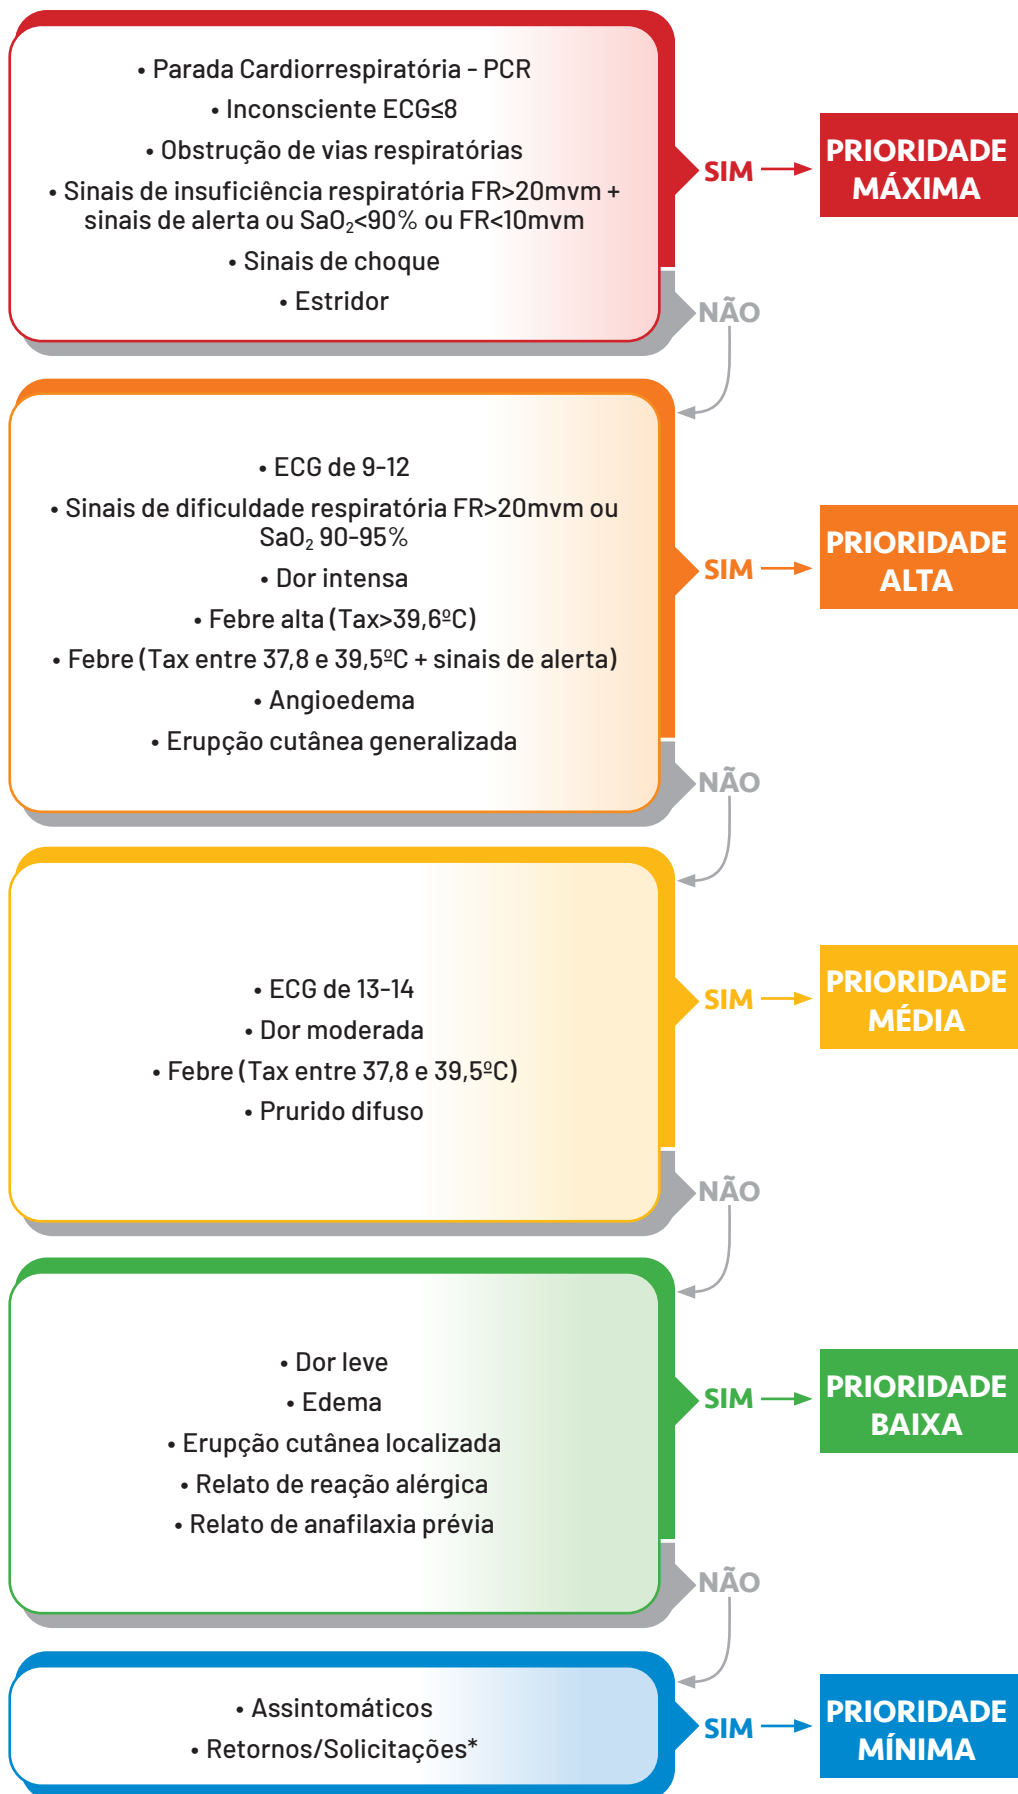 • Parada Cardiorrespiratória - PCR
• Inconsciente ECG≤8
• Obstrução de vias respiratórias
• Sinais de insuficiência respiratória FR>20mvm +
sinais de alerta ou SaO₂<90% ou FR<10mvm
• Sinais de choque
• Estridor
SIM
PRIORIDADE
MÁXIMA
NÃO
• ECG de 9-12
• Sinais de dificuldade respiratória FR>20mvm ou
SaO₂ 90-95%
• Dor intensa
• Febre alta (Tax>39,6ºC)
• Febre (Tax entre 37,8 e 39,5ºC + sinais de alerta)
• Angioedema
• Erupção cutânea generalizada
SIM
PRIORIDADE
ALTA
NÃO
• ECG de 13-14
• Dor moderada
• Febre (Tax entre 37,8 e 39,5ºC)
• Prurido difuso
SIM
PRIORIDADE
MÉDIA
NÃO
• Dor leve
• Edema
• Erupção cutânea localizada
• Relato de reação alérgica
• Relato de anafilaxia prévia
SIM
PRIORIDADE
BAIXA
NÃO
• Assintomáticos
• Retornos/Solicitações*
SIM
PRIORIDADE
MÍNIMA